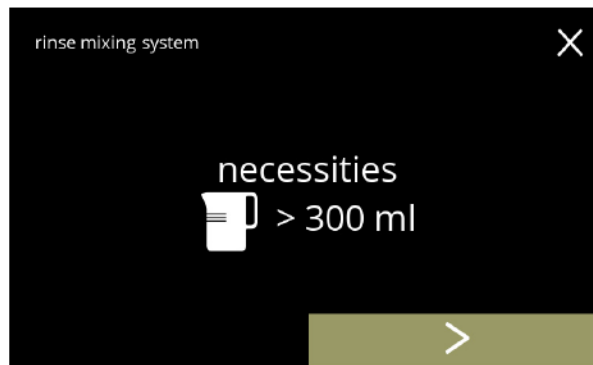 rinse mixing system
necessities
> 300 ml